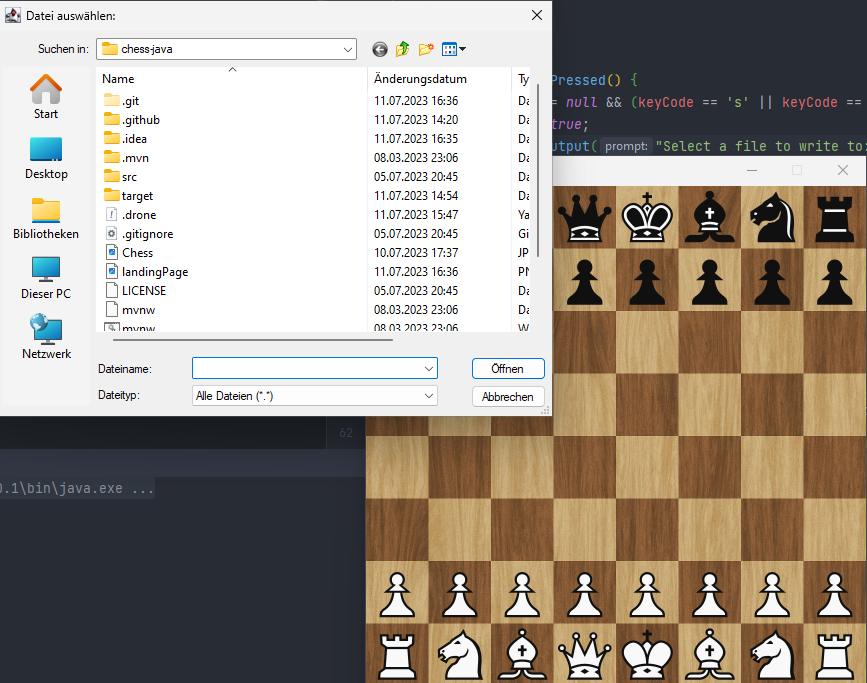 Datei auswählen:
Suchen in: chess-java
Start
Desktop
Bibliotheken
Dieser PC
Netzwerk
Name Änderungsdatum Ty
.git 11.07.2023 16:36 Da
.github 11.07.2023 14:20 Da
.idea 11.07.2023 16:35 Da
.mvn 08.03.2023 23:06 Da
src 05.07.2023 20:45 Da
target 11.07.2023 14:54 Da
.drone 11.07.2023 15:47 Ya
.gitignore 05.07.2023 20:45 Gi
Chess 10.07.2023 17:37 JP
landingPage 11.07.2023 16:36 PN
LICENSE 05.07.2023 20:45 Da
mvnw 08.03.2023 23:06 Da
mvnw 08.03.2023 23:06 W
Dateiname: Öffnen
Dateityp: Alle Dateien (*.*) Abbrechen
Pressed() {
= null && (keyCode == 's' || keyCode ==
true;
utput( prompt: "Select a file to write to:
62
0.1\bin\java.exe ...